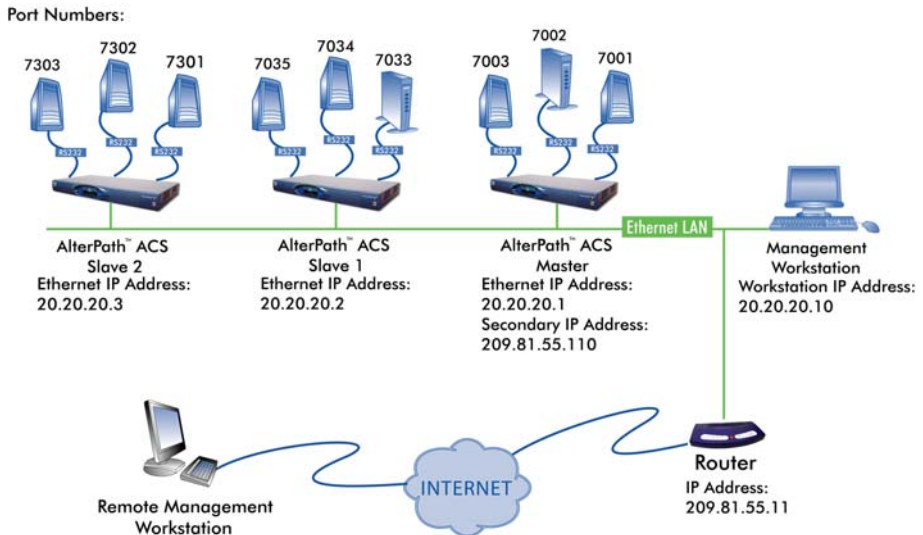 Port Numbers:
7303
7302
7301
7035
7034
7033
7003
7002
7001
RS232
RS232
RS232
RS232
RS232
RS232
RS232
RS232
RS232
Ethernet LAN
AlterPath™ ACS
Slave 2
Ethernet IP Address:
20.20.20.3
AlterPath™ ACS
Slave 1
Ethernet IP Address:
20.20.20.2
AlterPath™ ACS
Master
Ethernet IP Address:
20.20.20.1
Secondary IP Address:
209.81.55.110
Management
Workstation
Workstation IP Address:
20.20.20.10
Remote Management
Workstation
INTERNET
Router
IP Address:
209.81.55.11